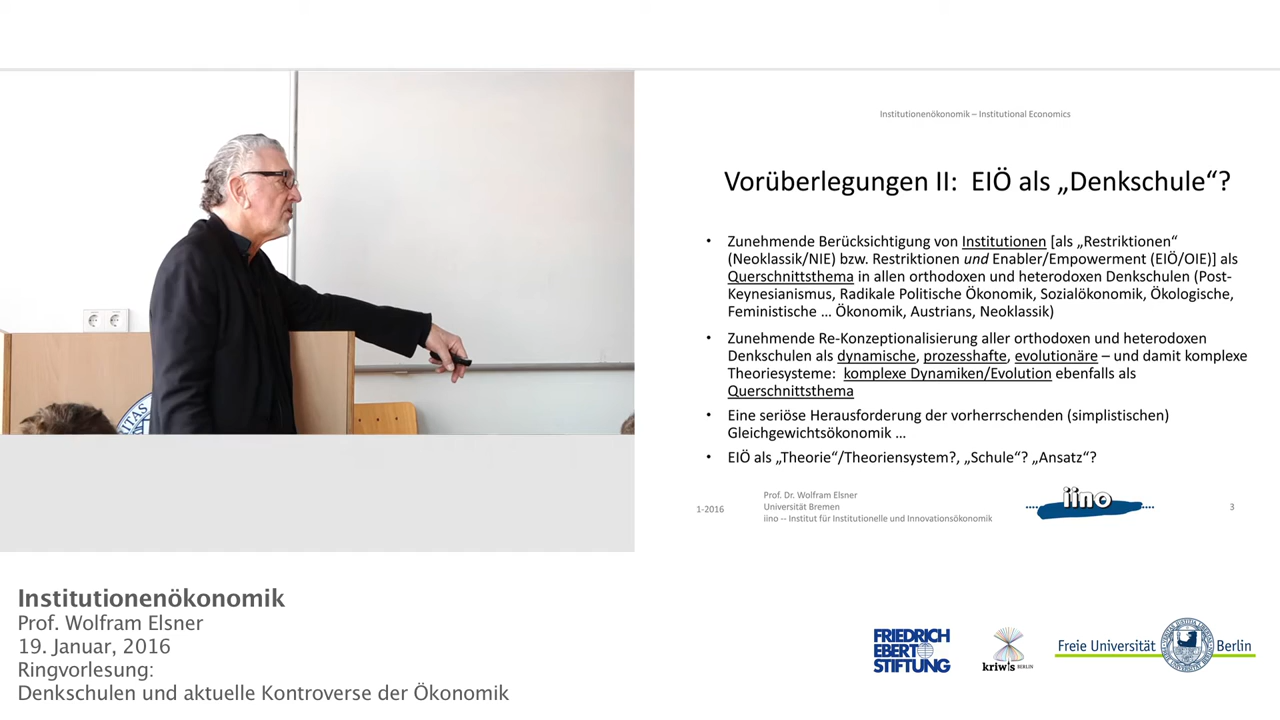 Institutionenökonomik – Institutional Economics
Vorüberlegungen II:  EIÖ als „Denkschule“?
• Zunehmende Berücksichtigung von Institutionen [als „Restriktionen“
(Neoklassik/NIE) bzw. Restriktionen und Enabler/Empowerment (EIÖ/OIE)] als
Querschnittsthema in allen orthodoxen und heterodoxen Denkschulen (Post-
Keynesianismus, Radikale Politische Ökonomik, Sozialökonomik, Ökologische,
Feministische … Ökonomik, Austrians, Neoklassik)
• Zunehmende Re-Konzeptionalisierung aller orthodoxen und heterodoxen
Denkschulen als dynamische, prozesshafte, evolutionäre – und damit komplexe
Theoriesysteme:  komplexe Dynamiken/Evolution ebenfalls als
Querschnittsthema
• Eine seriöse Herausforderung der vorherrschenden (simplistischen)
Gleichgewichtsökonomik …
• EIÖ als „Theorie“/Theoriensystem?, „Schule“? „Ansatz“?
1-2016
Prof. Dr. Wolfram Elsner
Universität Bremen
iino -- Institut für Institutionelle und Innovationsökonomik
iino
3
Institutionenökonomik
Prof. Wolfram Elsner
19. Januar, 2016
Ringvorlesung:
Denkschulen und aktuelle Kontroverse der Ökonomik
FRIEDRICH
EBERT
STIFTUNG
kriwis BERLIN
Freie Universität Berlin